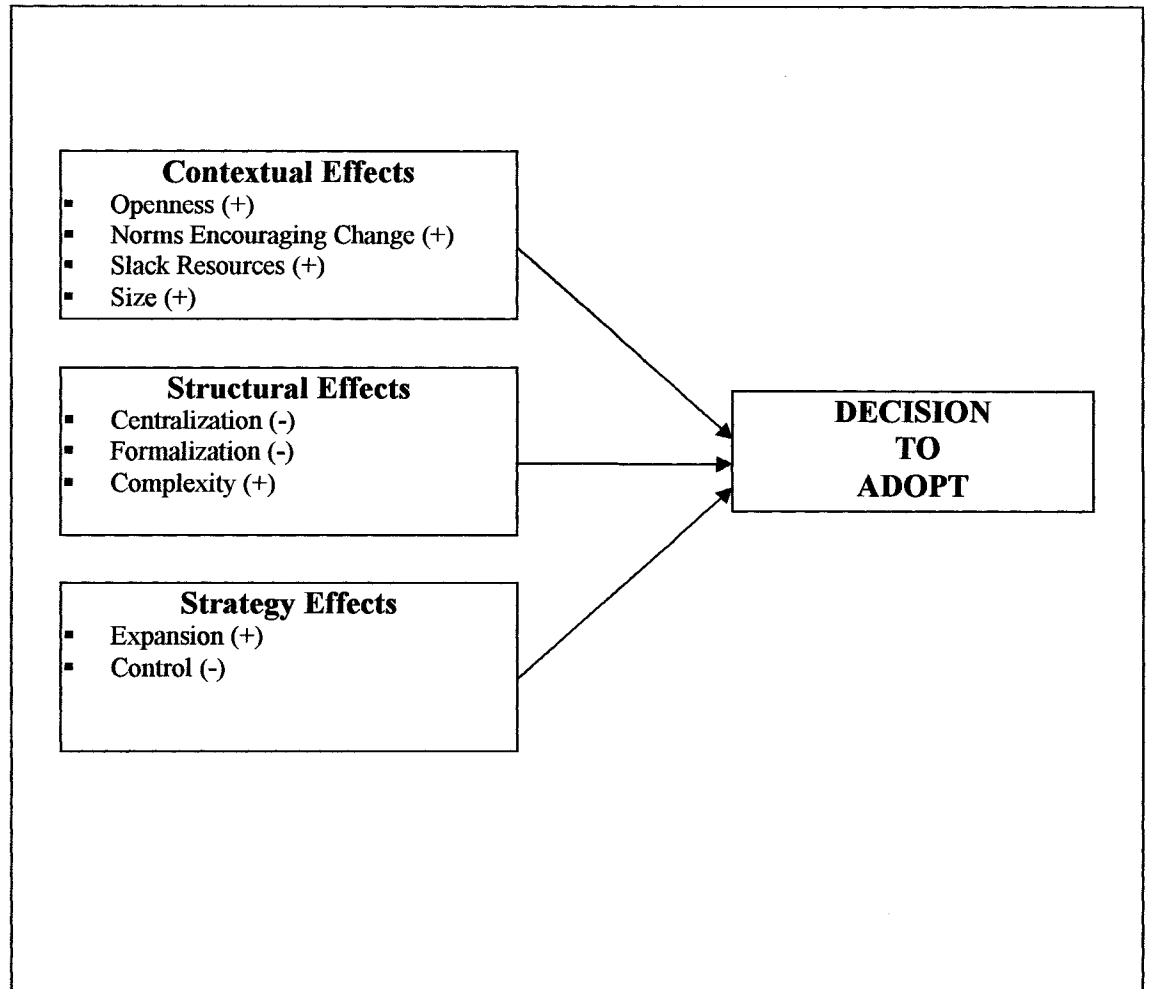 Contextual Effects
▪ Openness (+)
▪ Norms Encouraging Change (+)
▪ Slack Resources (+)
▪ Size (+)
Structural Effects
▪ Centralization (-)
▪ Formalization (-)
▪ Complexity (+)
Strategy Effects
▪ Expansion (+)
▪ Control (-)
DECISION
TO
ADOPT